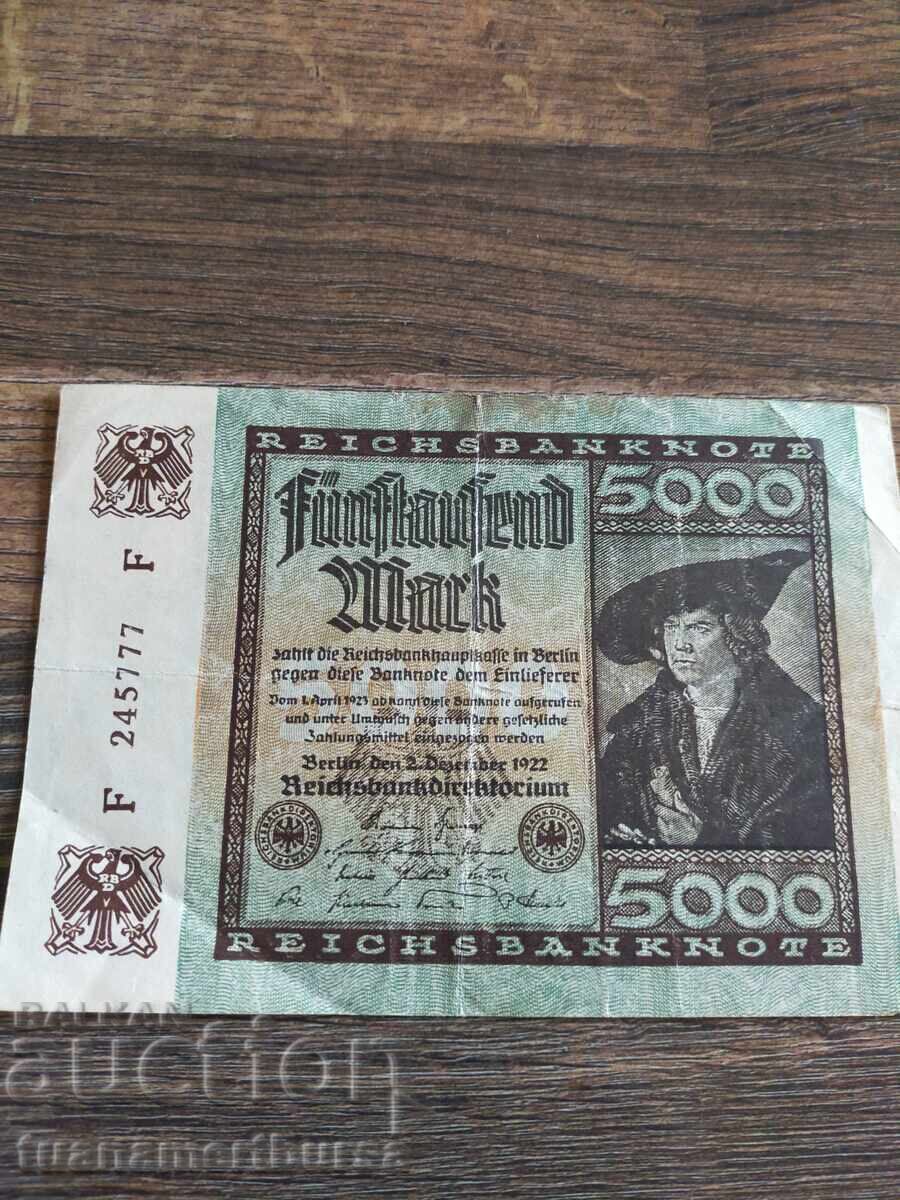 REICHSBANKNOTE
5000
Fünftausend
Mark
zahlt die Reichsbankhauptkasse in Berlin
gegen diese Banknote dem Einlieferer
Vom 1. April 1923 ab kann diese Banknote aufgerufen
und unter Umtausch gegen andere gesetzliche
Zahlungsmittel eingezogen werden
Berlin, den 2. Dezember 1922
Reichsbankdirektorium
5000
REICHSBANKNOTE
F 245777 F
RBD
BALKAN
auction